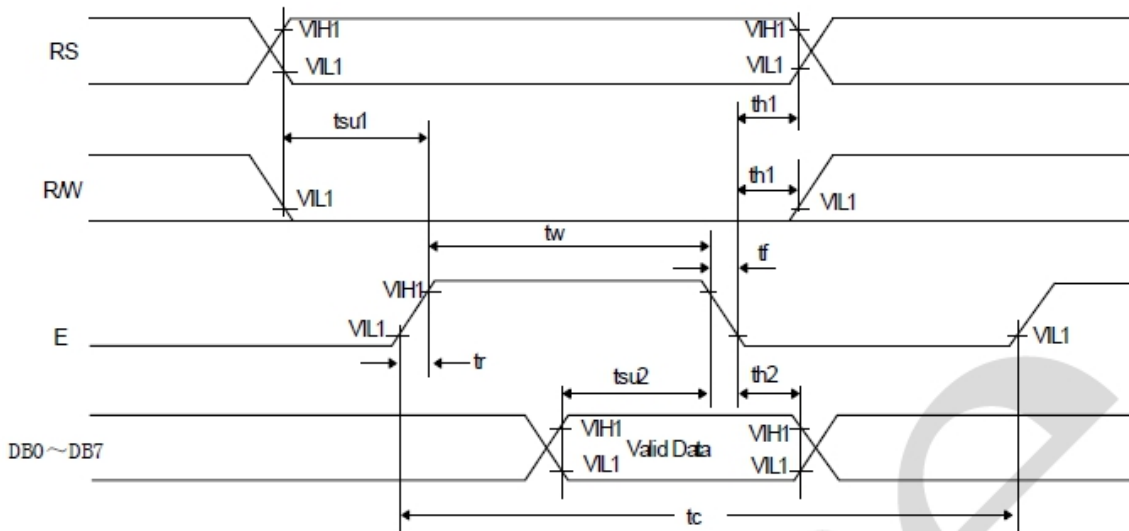 RS
VIH1
VIL1
VIH1
VIL1
tsu1
th1
R/W
VIL1
th1
VIL1
tw
tf
E
VIH1
VIL1
VIL1
tr
tsu2
th2
DB0～DB7
VIH1
VIL1
Valid Data
VIH1
VIL1
tc